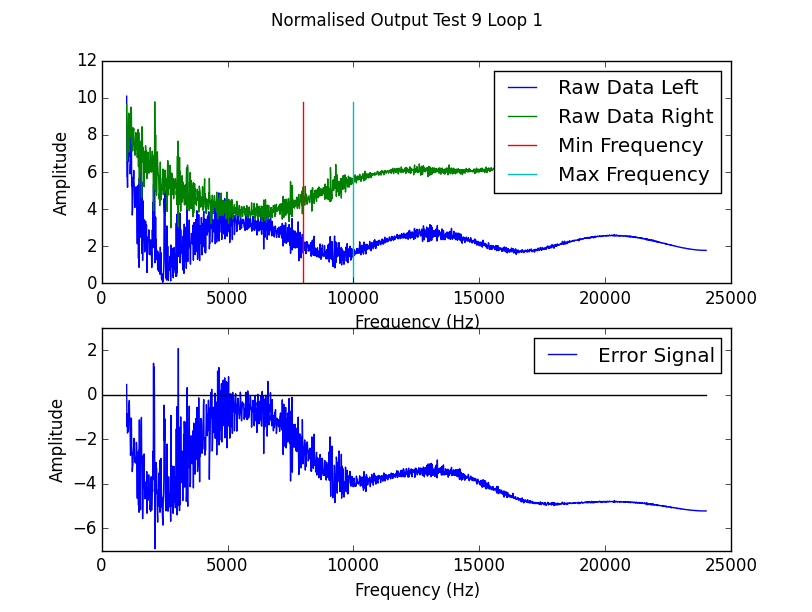 Normalised Output Test 9 Loop 1
12
10
8
6
4
2
0
Amplitude
Raw Data Left
Raw Data Right
Min Frequency
Max Frequency
0 5000 10000 15000 20000 25000
Frequency (Hz)
2
0
−2
−4
−6
Amplitude
Error Signal
0 5000 10000 15000 20000 25000
Frequency (Hz)